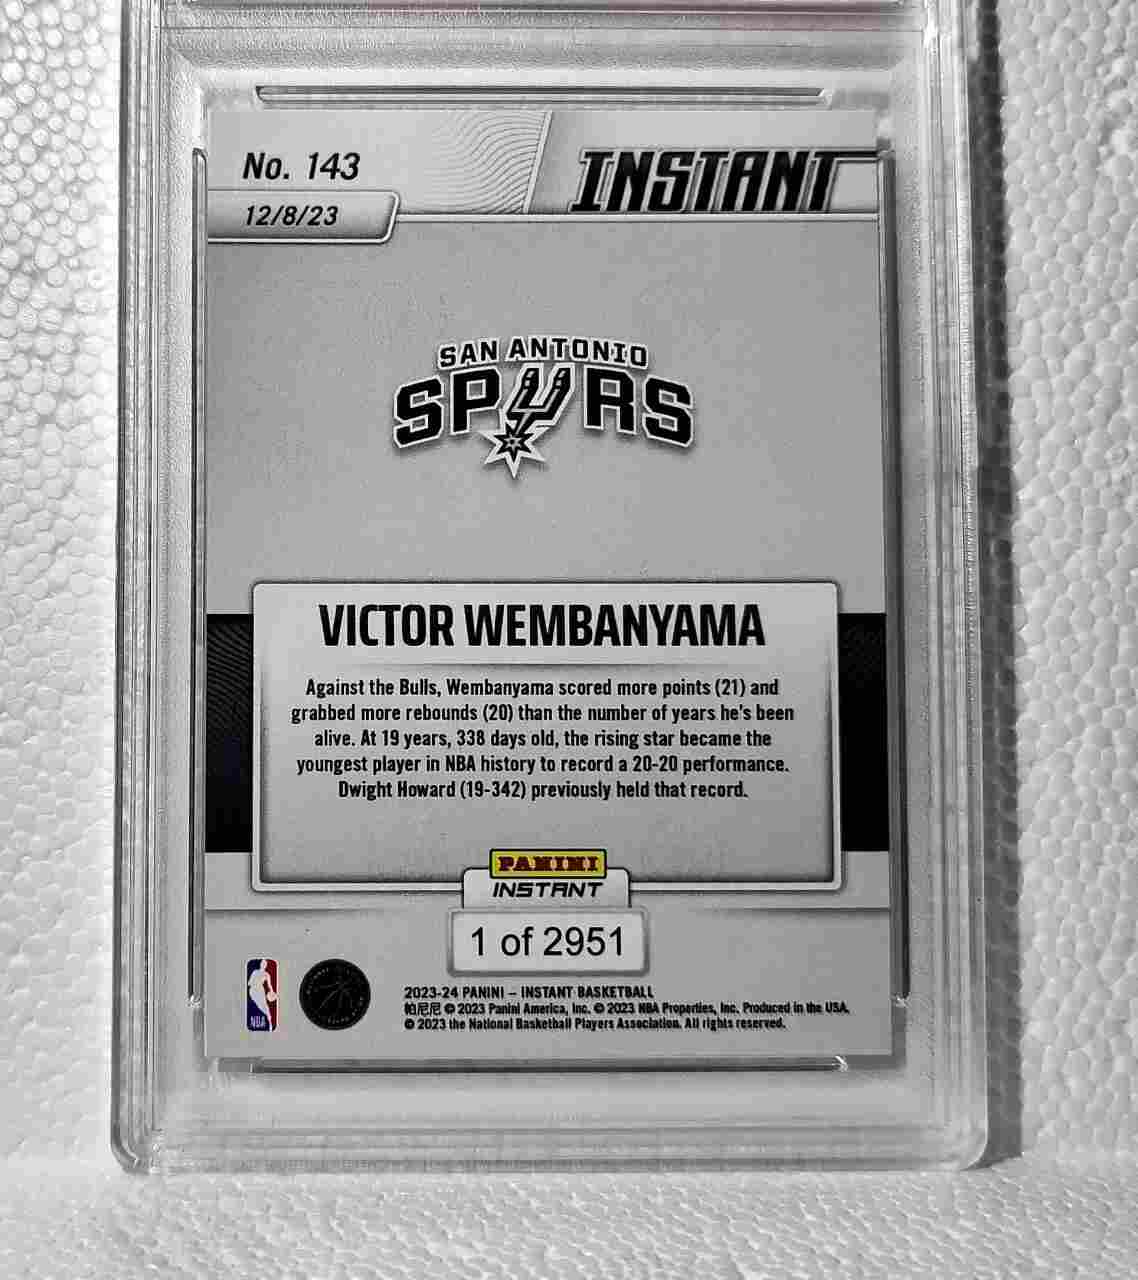 No. 143
INSTANT
12/8/23
SAN ANTONIO
SPURS
VICTOR WEMBANYAMA
Against the Bulls, Wembanyama scored more points (21) and
grabbed more rebounds (20) than the number of years he's been
alive. At 19 years, 338 days old, the rising star became the
youngest player in NBA history to record a 20-20 performance.
Dwight Howard (19-342) previously held that record.
PANINI
INSTANT
1 of 2951
NBA
2023-24 PANINI – INSTANT BASKETBALL
帕尼尼 © 2023 Panini America, Inc. © 2023 NBA Properties, Inc. Produced in the USA.
© 2023 the National Basketball Players Association. All rights reserved.